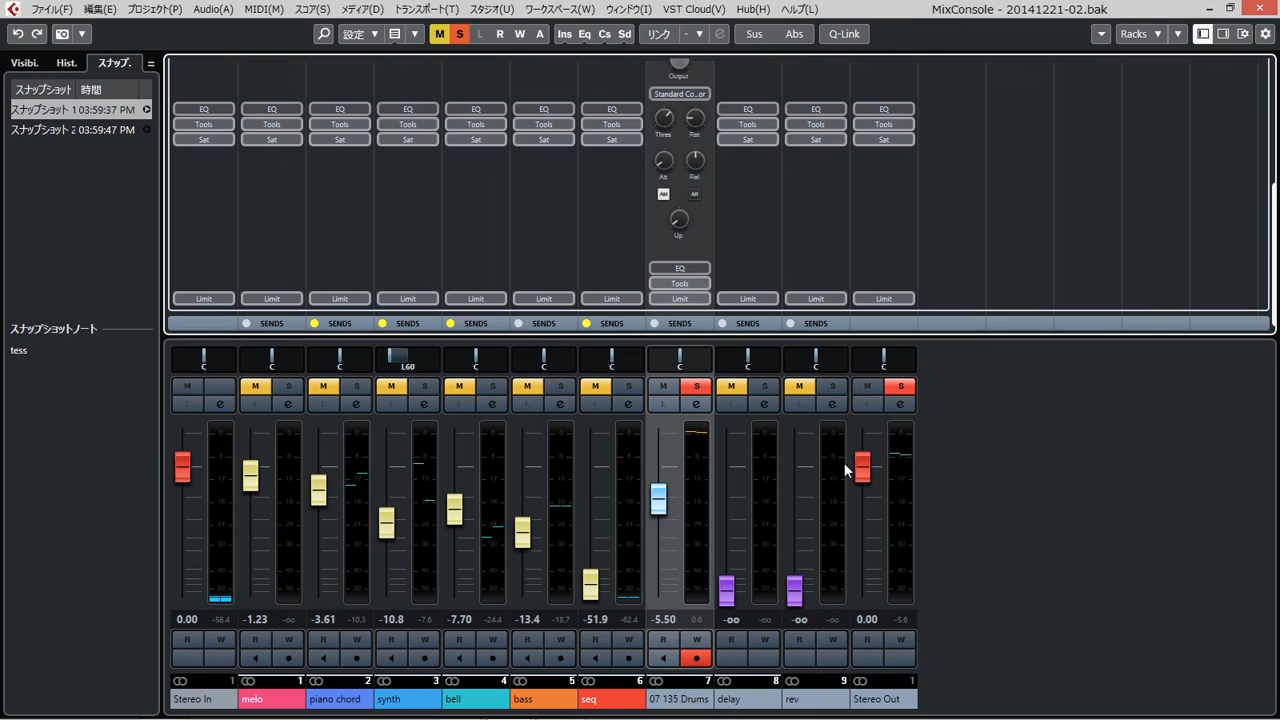 ファイル(F) 編集(E) プロジェクト(P) Audio(A) MIDI(M) スコア(S) メディア(D) トランスポート(T) スタジオ(U) ワークスペース(W) ウィンドウ(I) VST Cloud(V) Hub(H) ヘルプ(L) MixConsole - 20141221-02.bak
設定 M S L R W A Ins Eq Cs Sd リンク - Sus Abs Q-Link Racks
Visibi. Hist. スナップ.
スナップショット 時間
スナップショット 1 03:59:37 PM
スナップショット 2 03:59:47 PM
Output
Standard Co...or
EQ EQ EQ EQ EQ EQ EQ EQ EQ EQ
Tools Tools Tools Tools Tools Tools Tools Tools Tools Tools
Thres Rat
Sat Sat Sat Sat Sat Sat Sat Sat Sat Sat
Att Rel
AM AR
Up
EQ
Tools
Limit Limit Limit Limit Limit Limit Limit Limit Limit Limit Limit
SENDS SENDS SENDS SENDS SENDS SENDS SENDS SENDS SENDS
スナップショットノート
tess
C C C L60 C C C C C C C
M M S M S M S M S M S M S M S M S M S M S
L e L e L e L e L e L e L e L e L e L e L e
0.00 -58.4 -1.23 -oo -3.61 -10.3 -10.8 -7.6 -7.70 -24.4 -13.4 -18.7 -51.9 -62.4 -5.50 0.6 -oo -oo -oo -oo 0.00 -5.6
R W R W R W R W R W R W R W R W R W R W R W
1 1 2 3 4 5 6 7 8 9 1
Stereo In melo piano chord synth bell bass seq 07 135 Drums delay rev Stereo Out